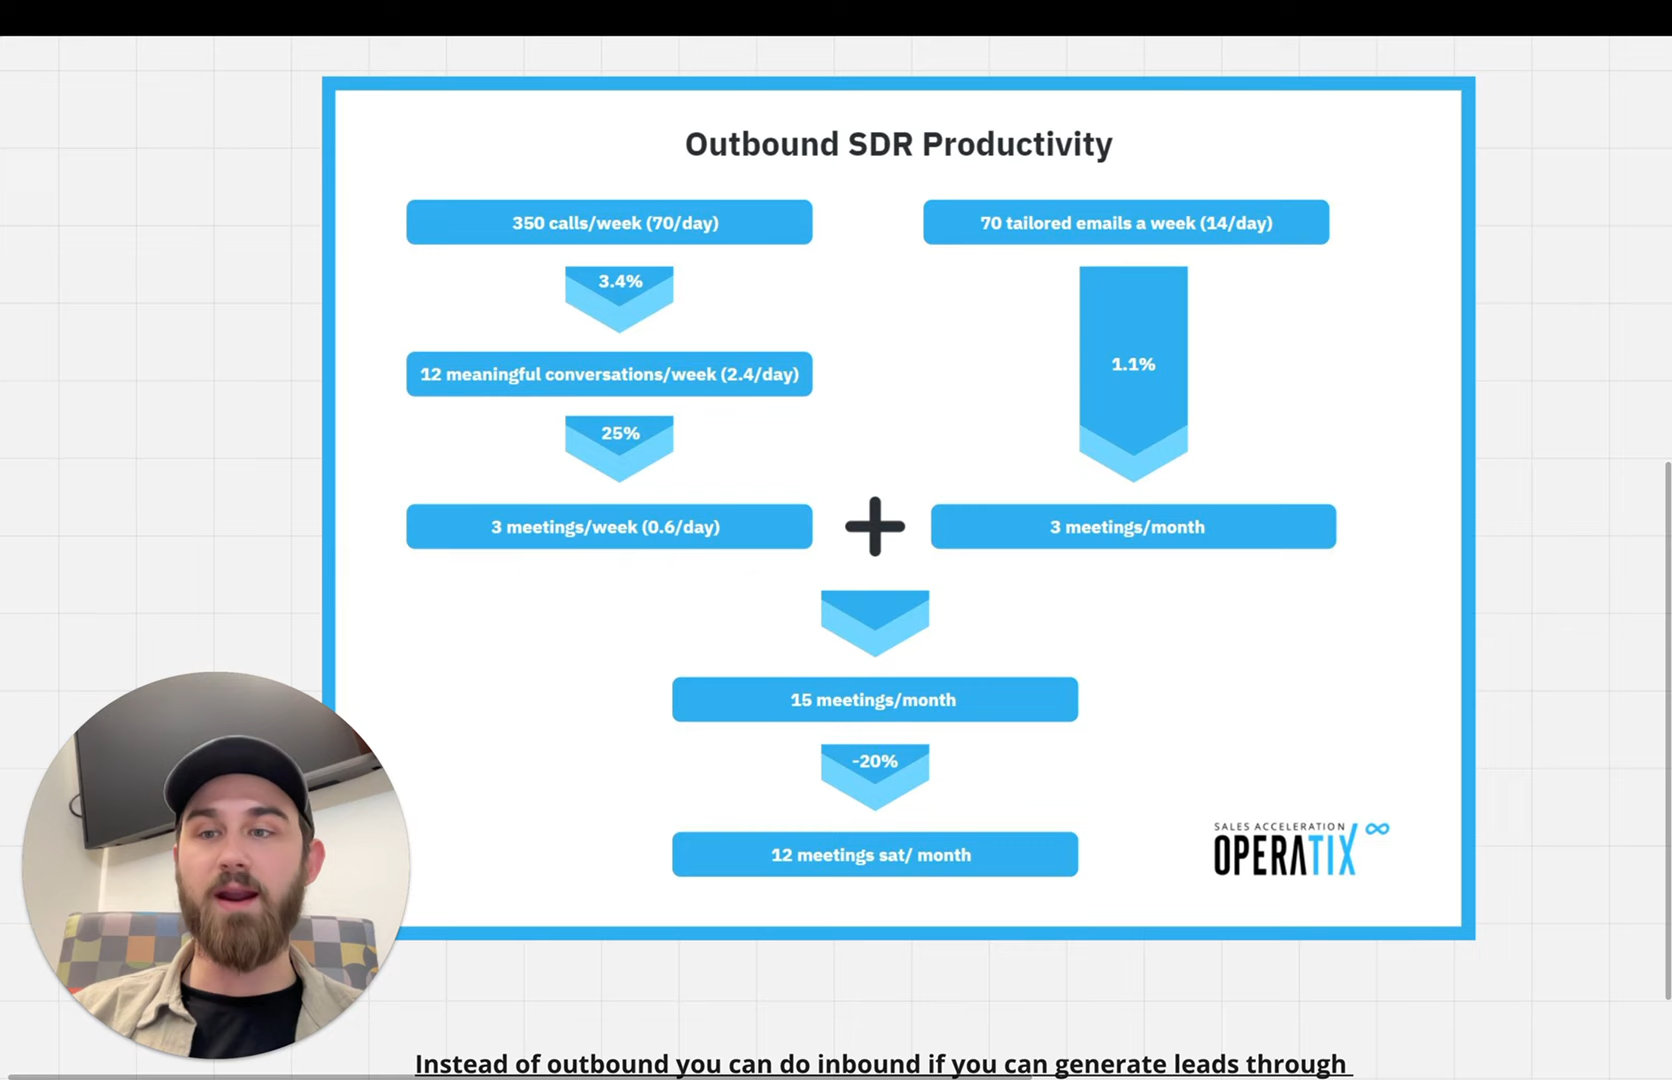 Outbound SDR Productivity
350 calls/week (70/day)
70 tailored emails a week (14/day)
3.4%
1.1%
12 meaningful conversations/week (2.4/day)
25%
3 meetings/week (0.6/day)
+
3 meetings/month
15 meetings/month
-20%
12 meetings sat/ month
SALES ACCELERATION
OPERATIX
Instead of outbound you can do inbound if you can generate leads through